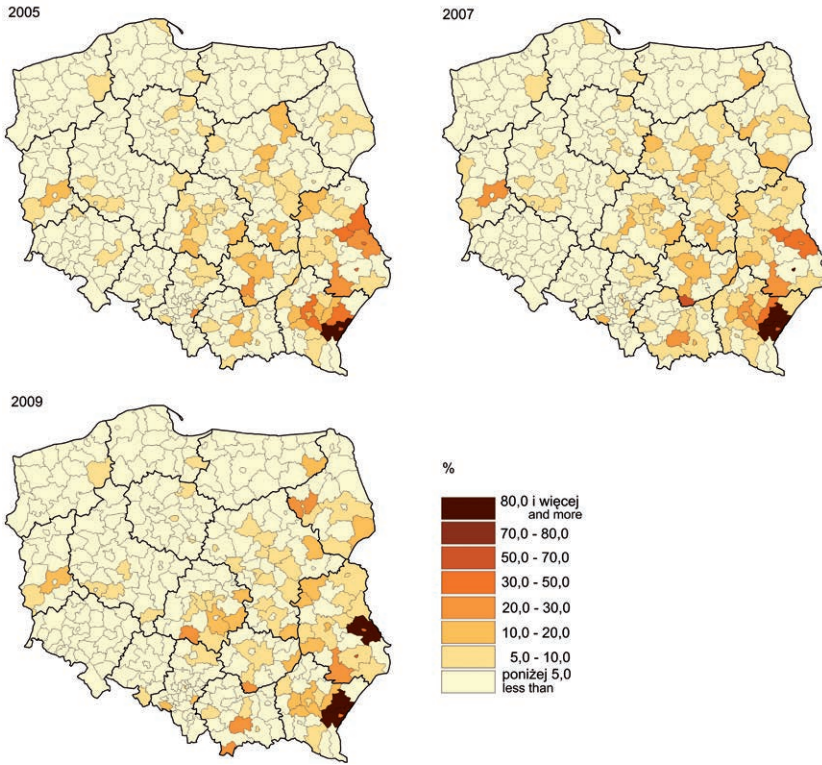 2005
2007
2009
%
80,0 i więcej
and more
70,0 - 80,0
50,0 - 70,0
30,0 - 50,0
20,0 - 30,0
10,0 - 20,0
5,0 - 10,0
poniżej 5,0
less than